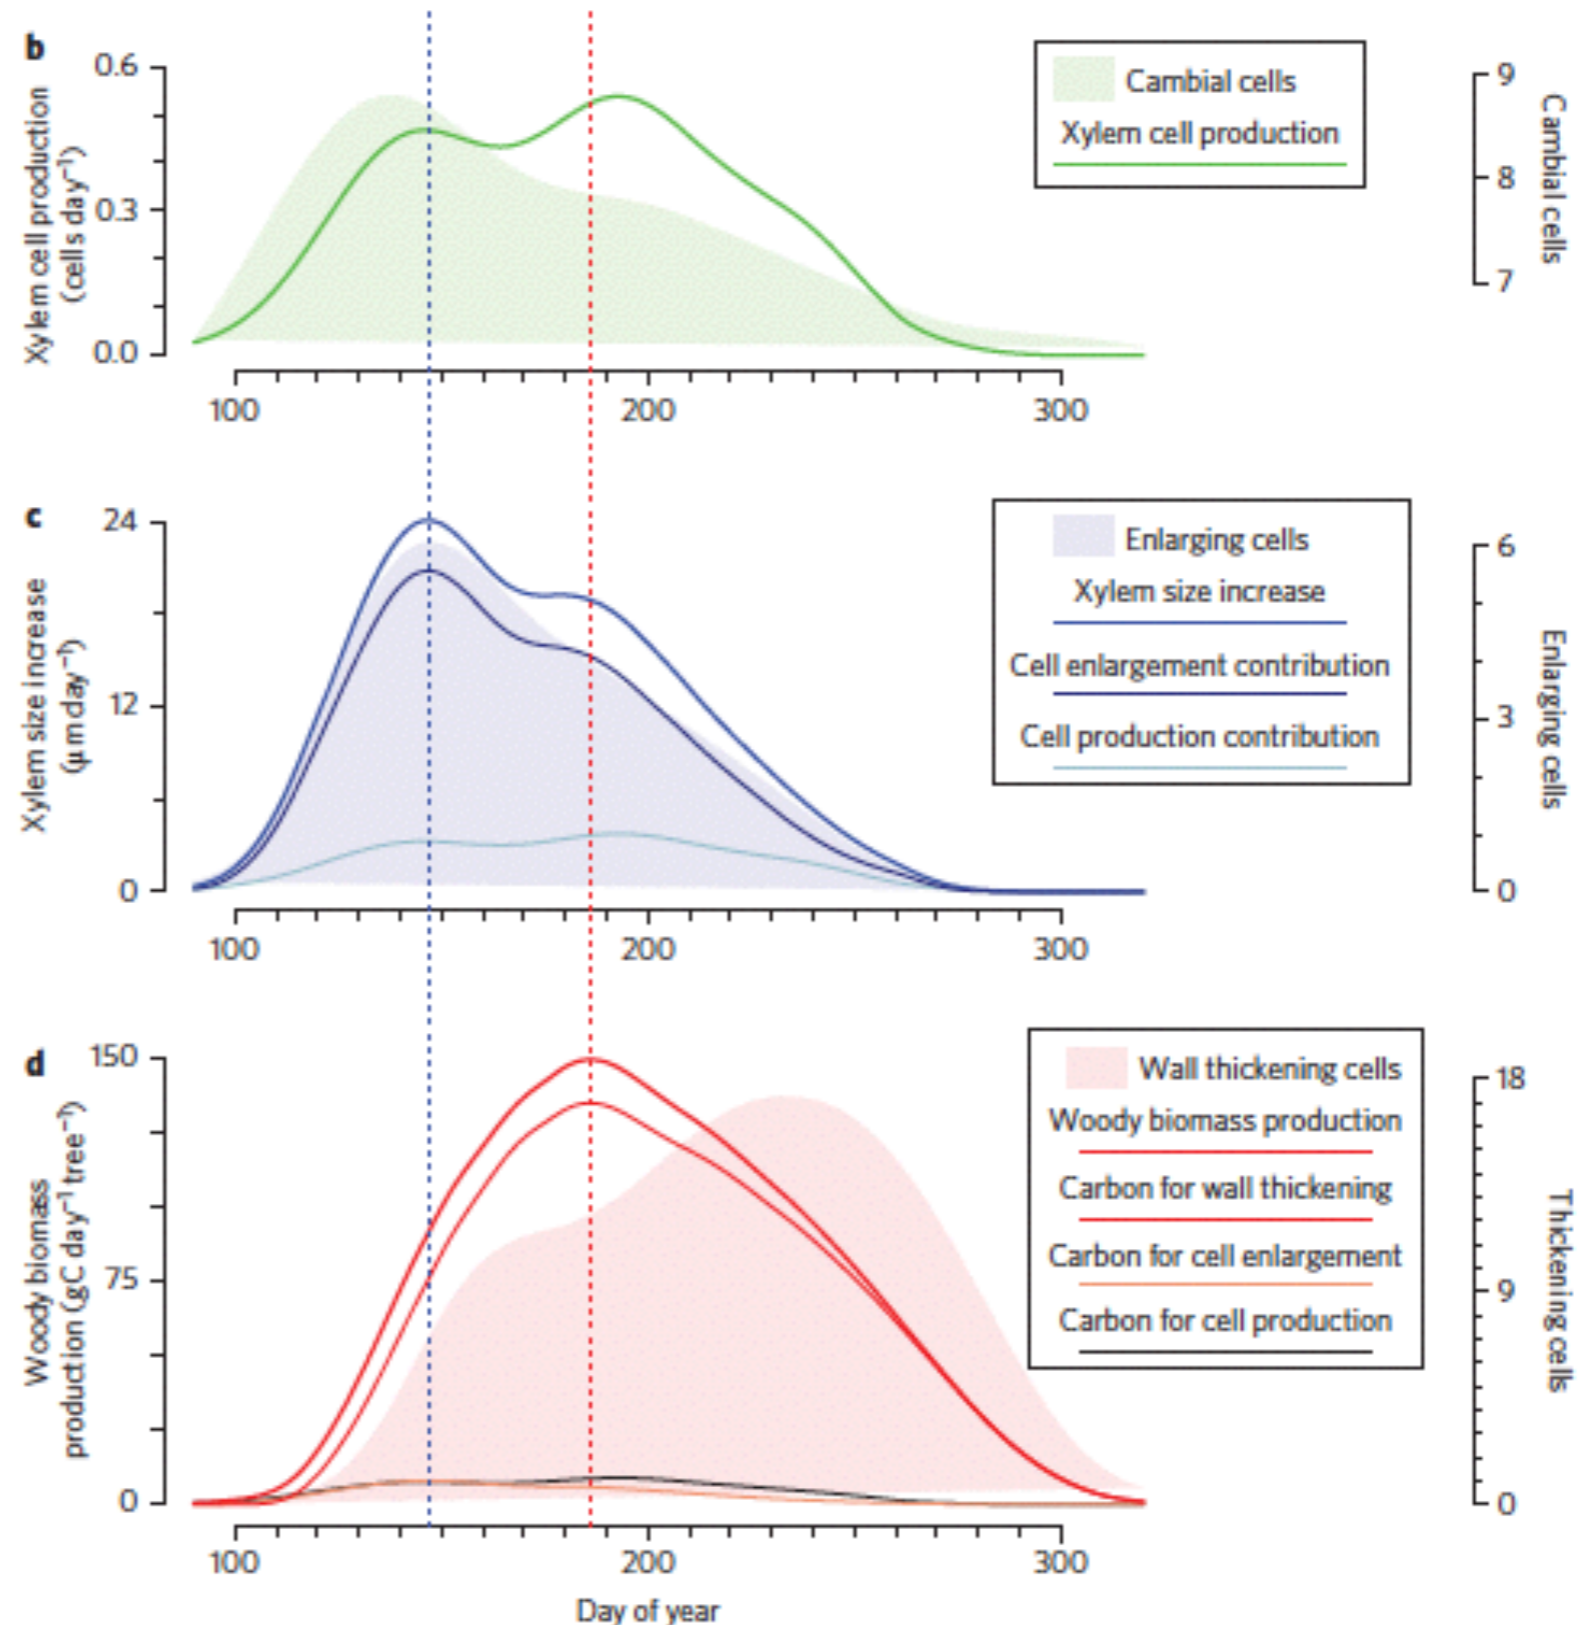 b
Xylem cell production
(cells day⁻¹)
0.6
0.3
0.0
100
200
300
Cambial cells
Xylem cell production
9
8
7
Cambial cells
c
Xylem size increase
(µm day⁻¹)
24
12
0
100
200
300
Enlarging cells
Xylem size increase
Cell enlargement contribution
Cell production contribution
6
3
0
Enlarging cells
d
Woody biomass
production (gC day⁻¹ tree⁻¹)
150
75
0
100
200
300
Day of year
Wall thickening cells
Woody biomass production
Carbon for wall thickening
Carbon for cell enlargement
Carbon for cell production
18
9
0
Thickening cells